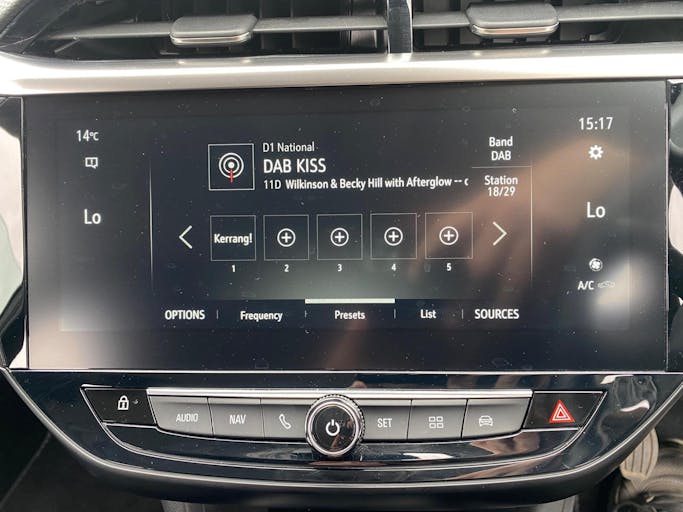 14°C
15:17
D1 National
DAB KISS
11D Wilkinson & Becky Hill with Afterglow -- c
Band
DAB
Station
18/29
Lo
Lo
Kerrang!
1
2
3
4
5
A/C
OPTIONS
Frequency
Presets
List
SOURCES
AUDIO
NAV
SET